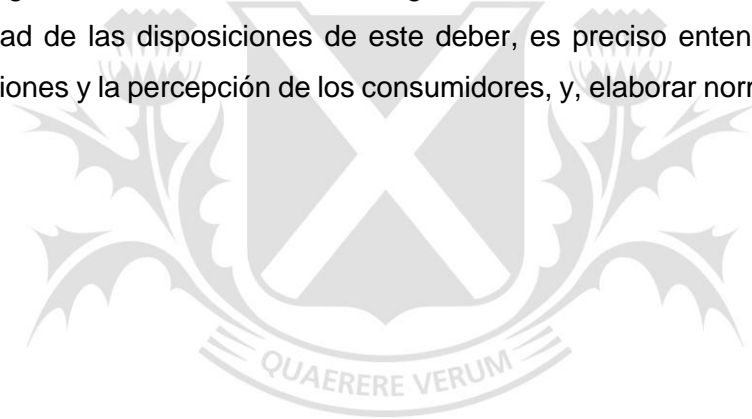 ad de las disposiciones de este deber, es preciso enten
iones y la percepción de los consumidores, y, elaborar norr
QUAERERE VERUM